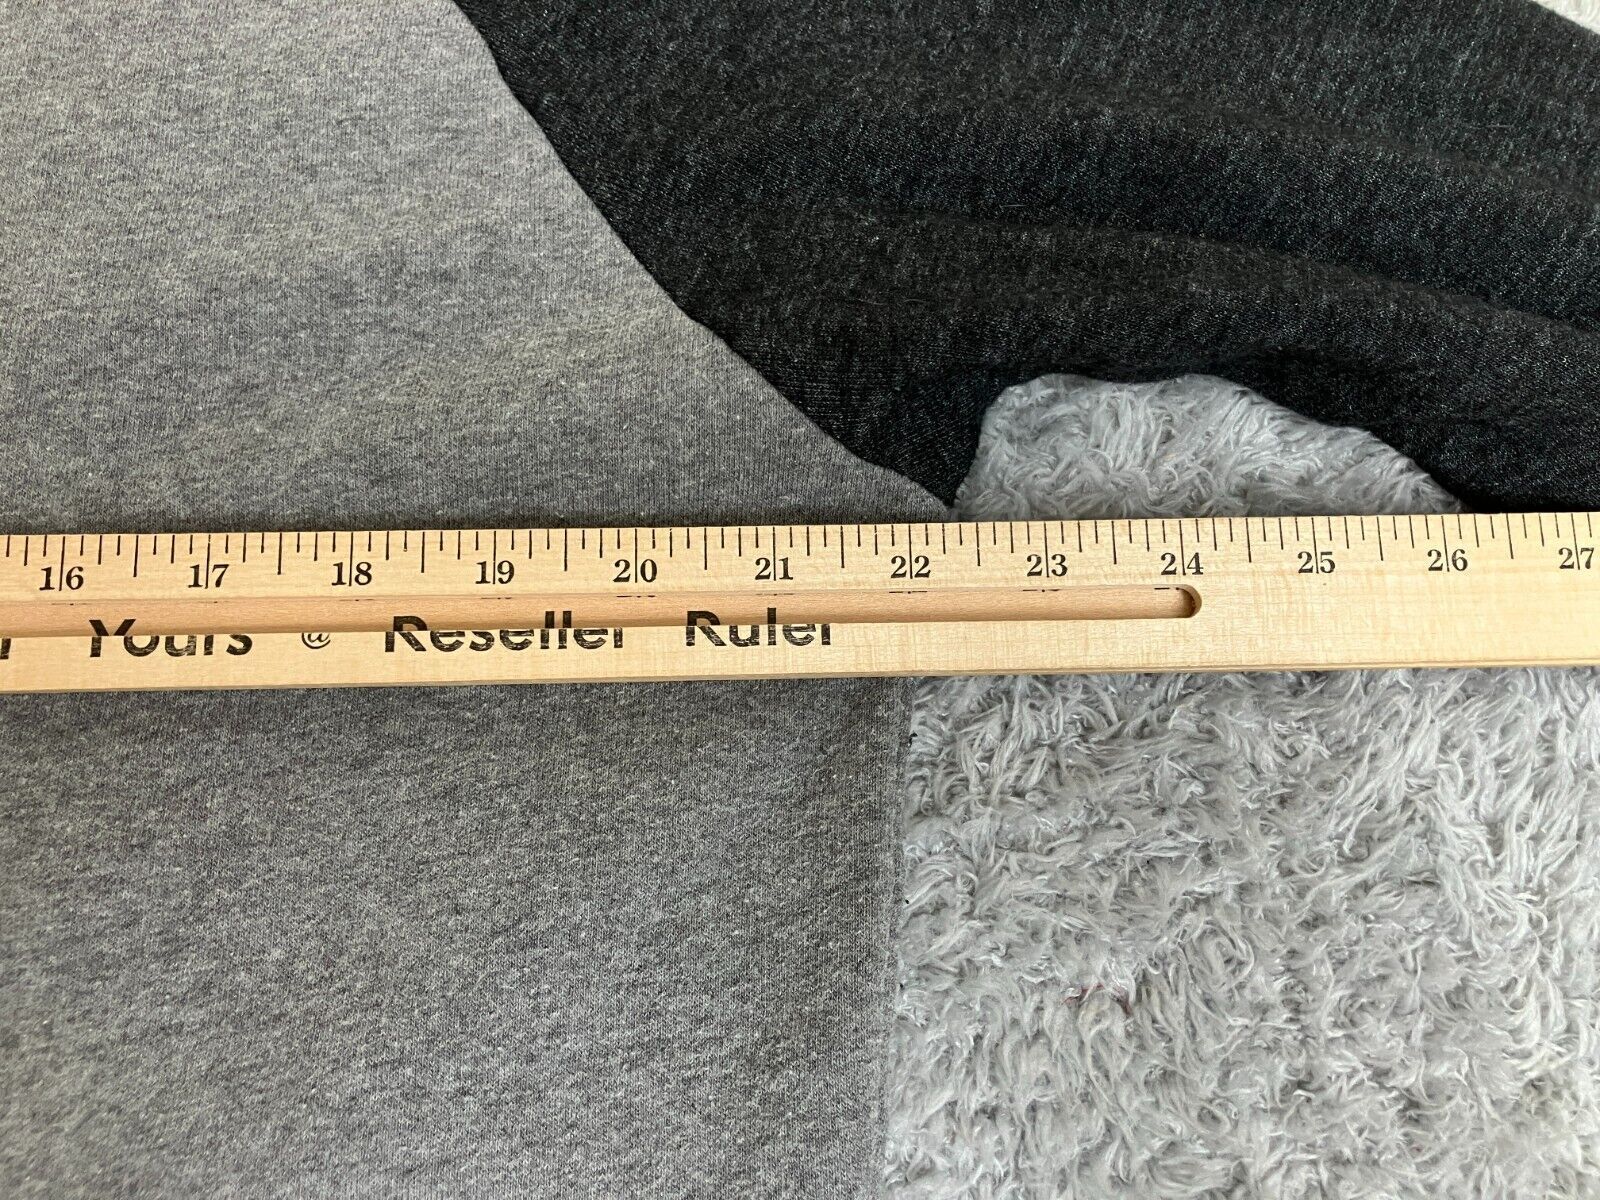 16 17 18 19 20 21 22 23 24 25 26 27
Yours @ Reseller Ruler